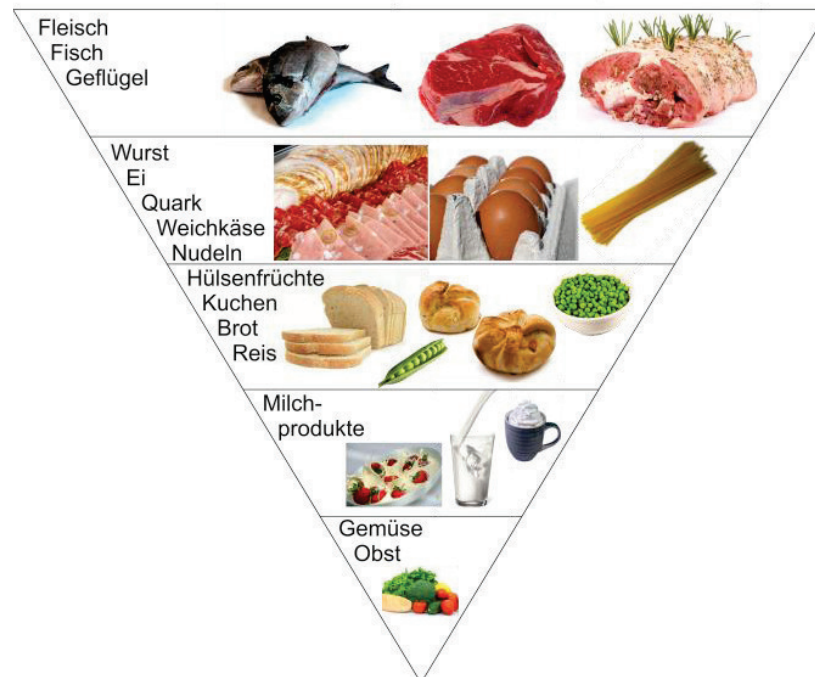 Fleisch
Fisch
Geflügel
Wurst
Ei
Quark
Weichkäse
Nudeln
Hülsenfrüchte
Kuchen
Brot
Reis
Milch-
produkte
Gemüse
Obst